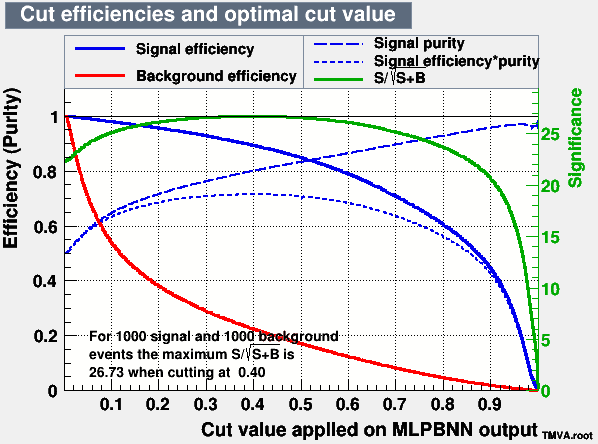 Cut efficiencies and optimal cut value
Signal efficiency
Signal purity
Signal efficiency*purity
Background efficiency
S/√S+B
Efficiency (Purity)
1
0.8
0.6
0.4
0.2
0
25
20
15
10
5
0
Significance
For 1000 signal and 1000 background
events the maximum S/√S+B is
26.73 when cutting at 0.40
0.1 0.2 0.3 0.4 0.5 0.6 0.7 0.8 0.9
Cut value applied on MLPBNN output
TMVA.root